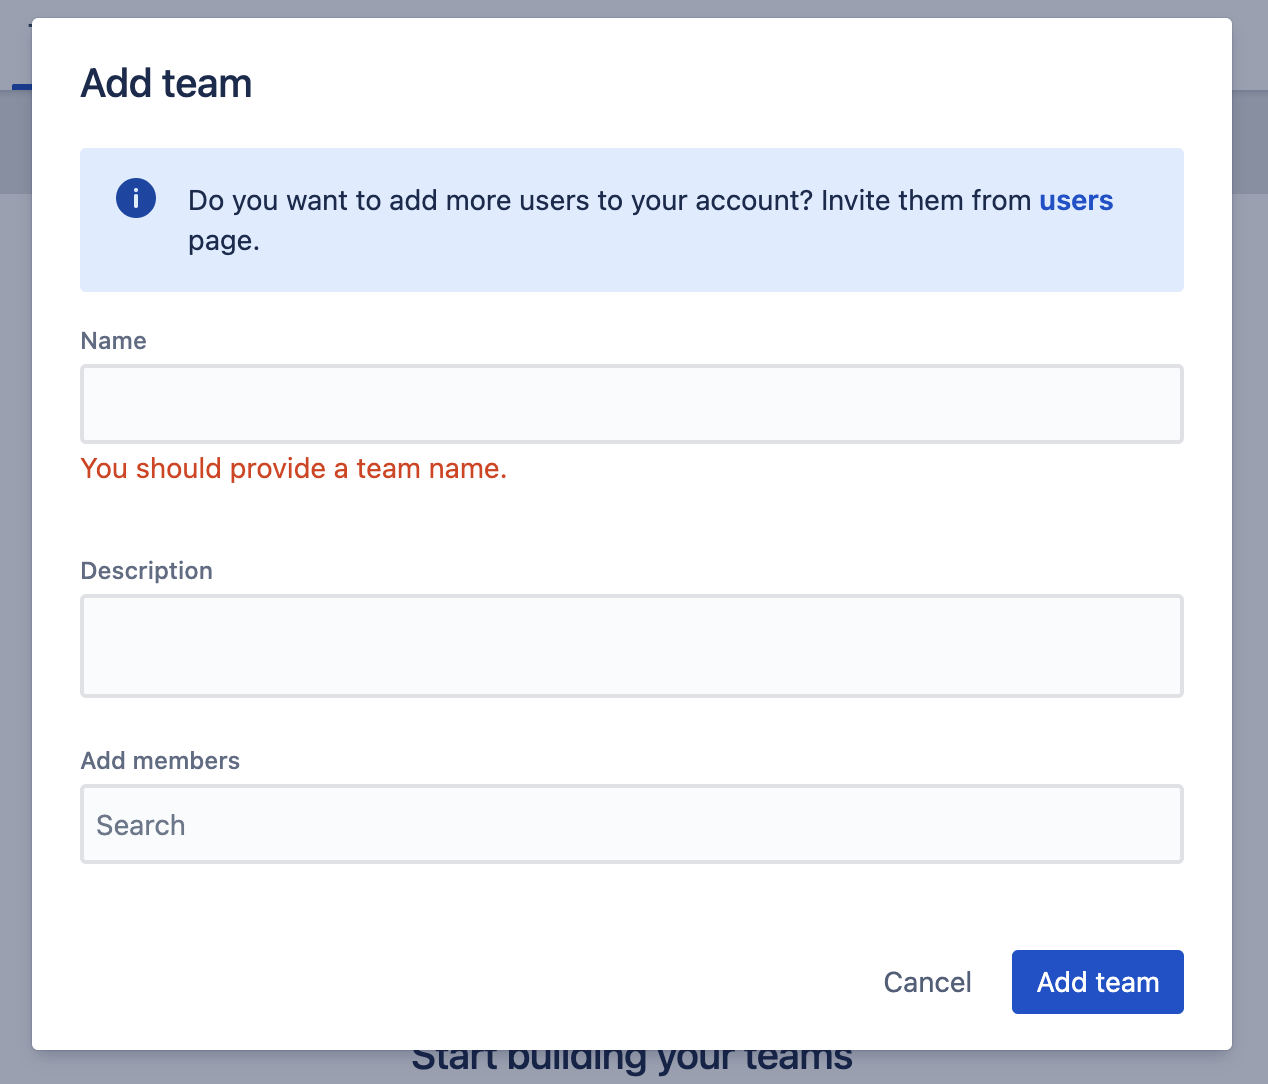 Add team
Do you want to add more users to your account? Invite them from users
page.
Name
You should provide a team name.
Description
Add members
Search
Cancel
Add team
Start building your teams